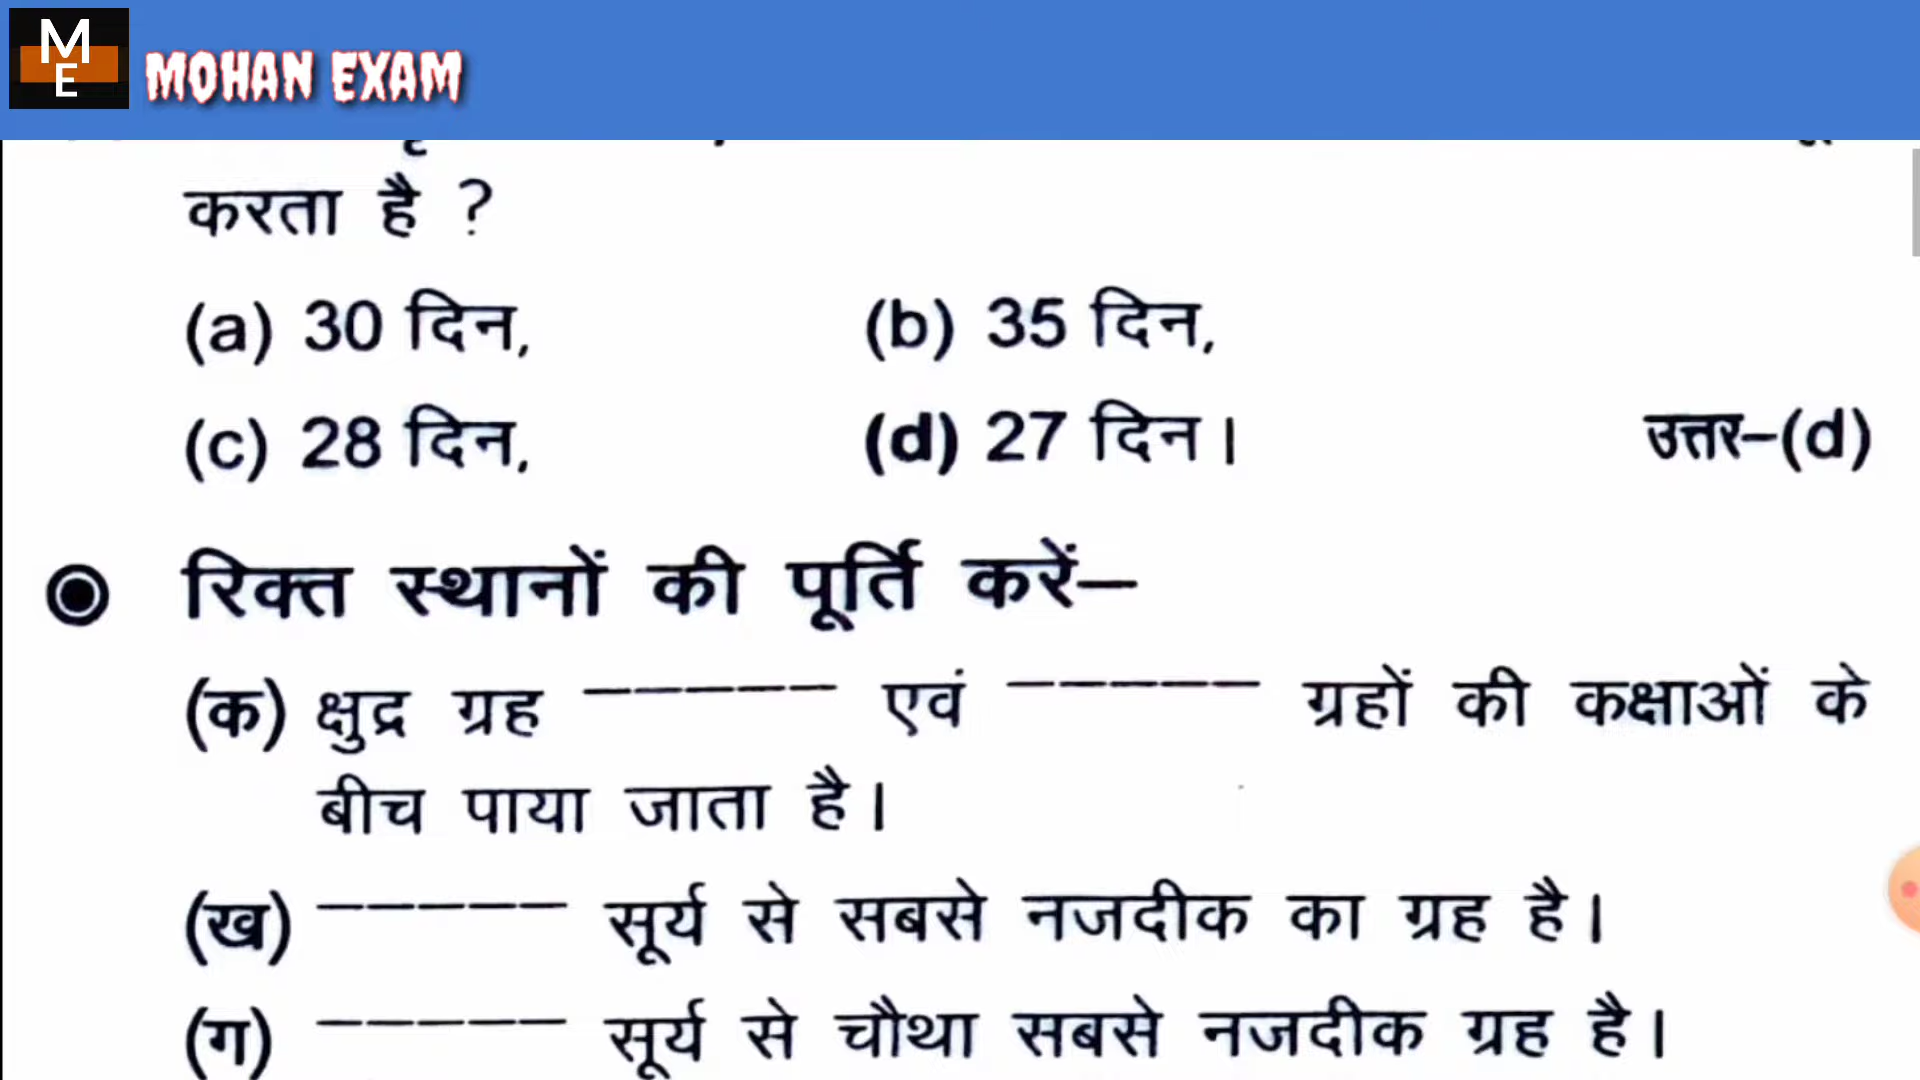 M
E
MOHAN EXAM
करता है ?
(a) 30 दिन, (b) 35 दिन,
(c) 28 दिन, (d) 27 दिन। उत्तर–(d)
रिक्त स्थानों की पूर्ति करें–
(क) क्षुद्र ग्रह ----- एवं ----- ग्रहों की कक्षाओं के
बीच पाया जाता है।
(ख) ----- सूर्य से सबसे नजदीक का ग्रह है।
(ग) ----- सूर्य से चौथा सबसे नजदीक ग्रह है।